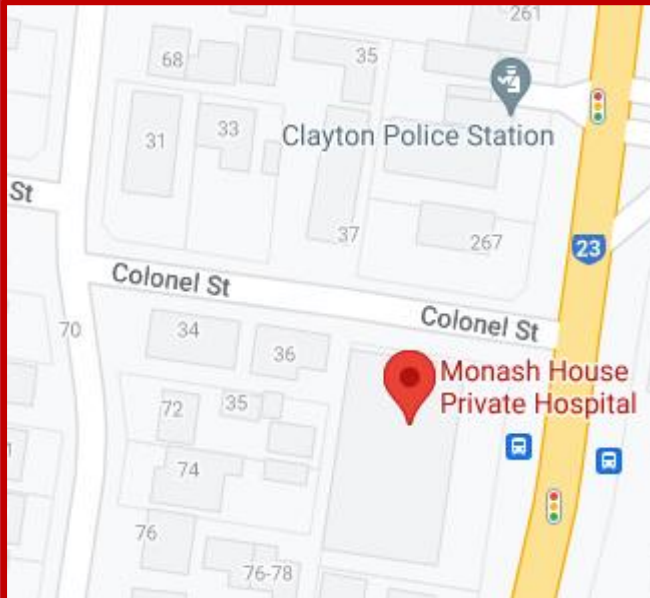 261
68
35
31
33
Clayton Police Station
St
37
267
23
Colonel St
Colonel St
70
34
36
Monash House
Private Hospital
72
35
1
74
76
76-78